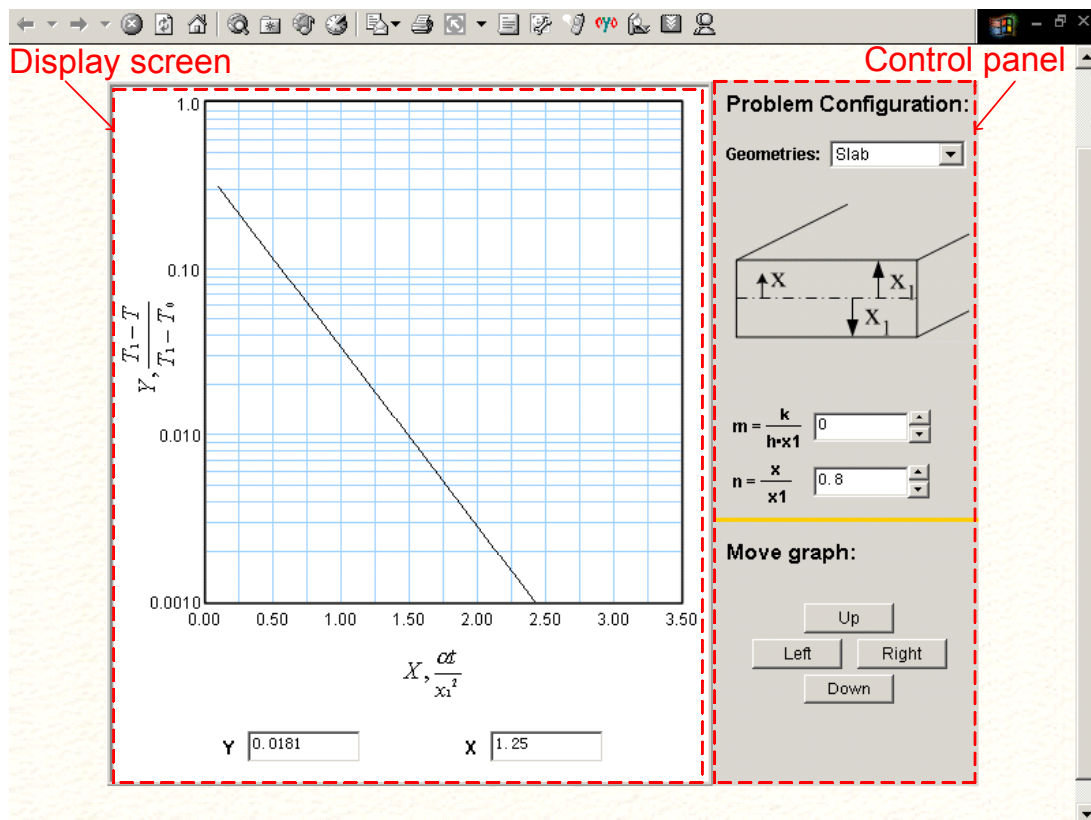 Display screen
Control panel
1.0
0.10
0.010
0.0010
Y, T₁ − T / T₁ − T₀
0.00 0.50 1.00 1.50 2.00 2.50 3.00 3.50
X, αt / x₁²
Y 0.0181 X 1.25
Problem Configuration:
Geometries: Slab
x x₁
x₁
m = k / h•x1 0
n = x / x1 0.8
Move graph:
Up
Left Right
Down